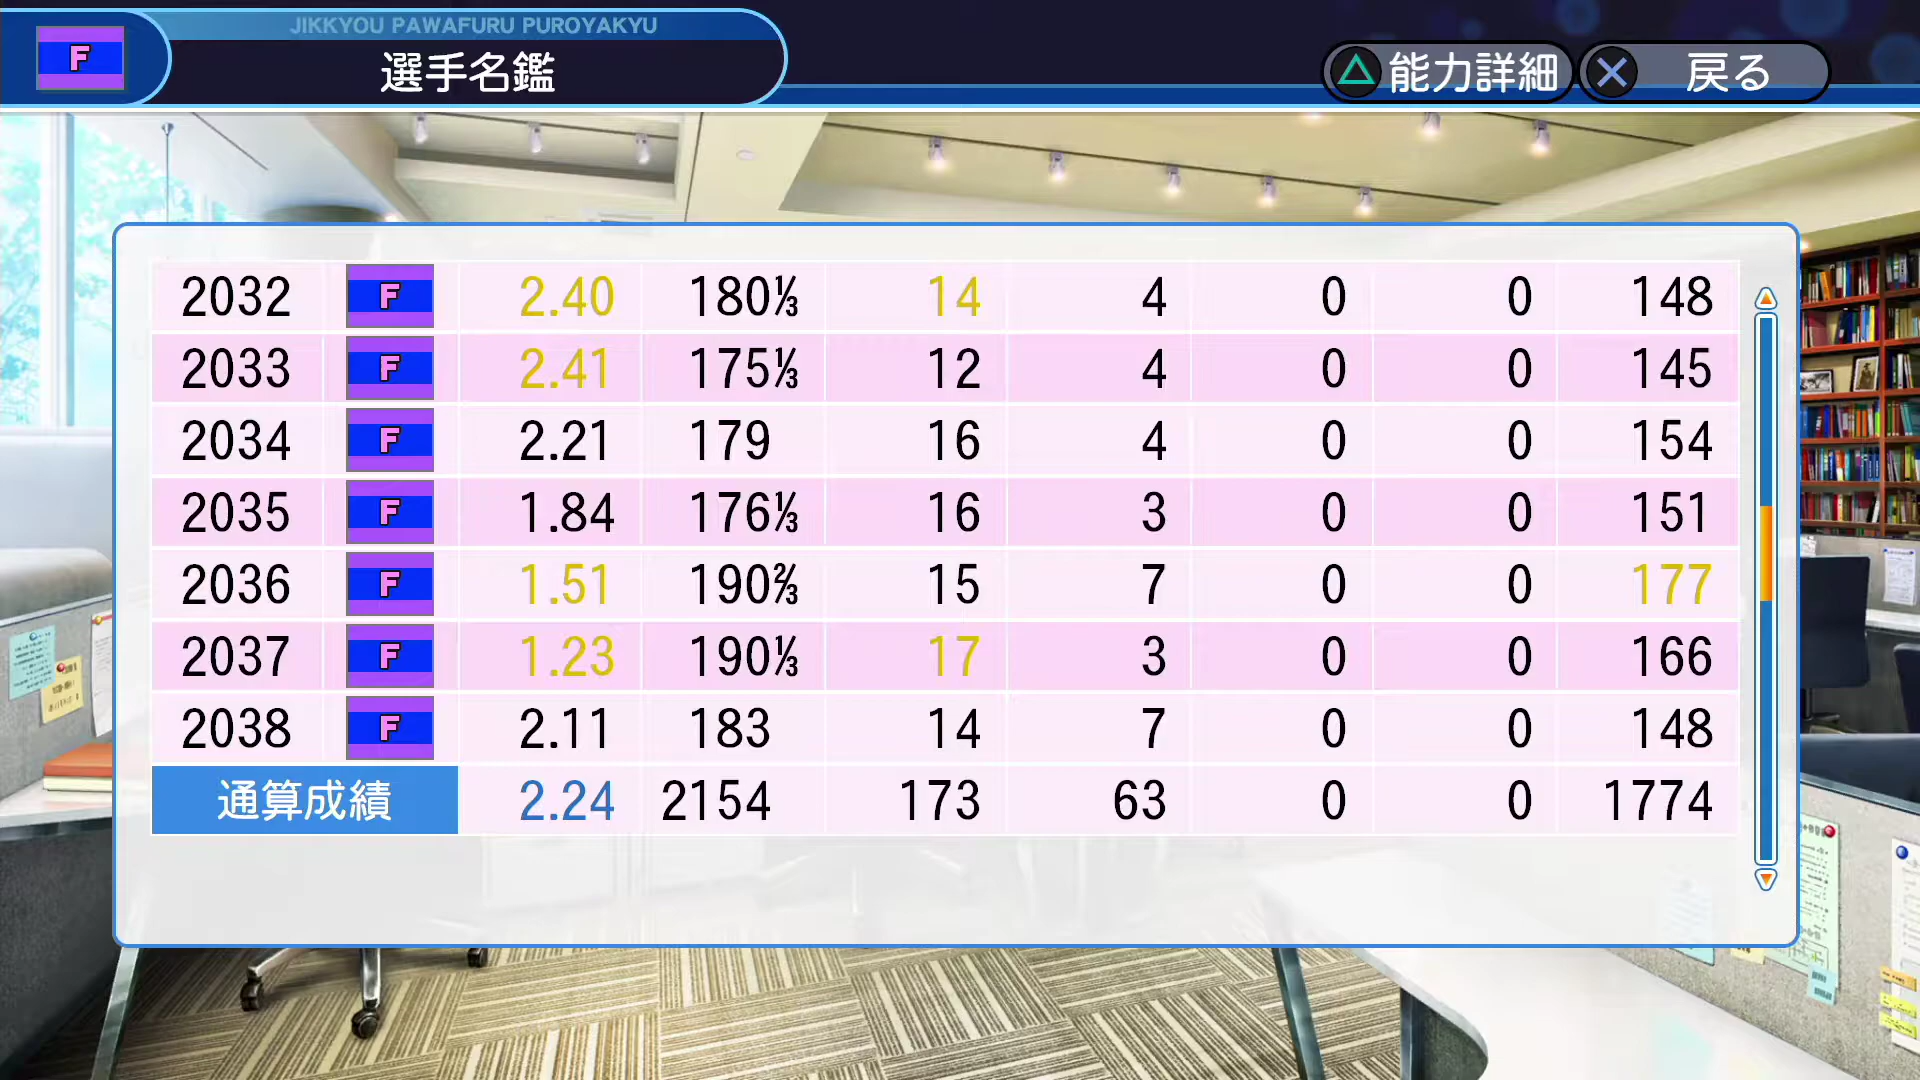 JIKKYOU PAWAFURU PUROYAKYU
F 選手名鑑 能力詳細 戻る
2032 F 2.40 180⅓ 14 4 0 0 148
2033 F 2.41 175⅓ 12 4 0 0 145
2034 F 2.21 179 16 4 0 0 154
2035 F 1.84 176⅓ 16 3 0 0 151
2036 F 1.51 190⅔ 15 7 0 0 177
2037 F 1.23 190⅓ 17 3 0 0 166
2038 F 2.11 183 14 7 0 0 148
通算成績 2.24 2154 173 63 0 0 1774